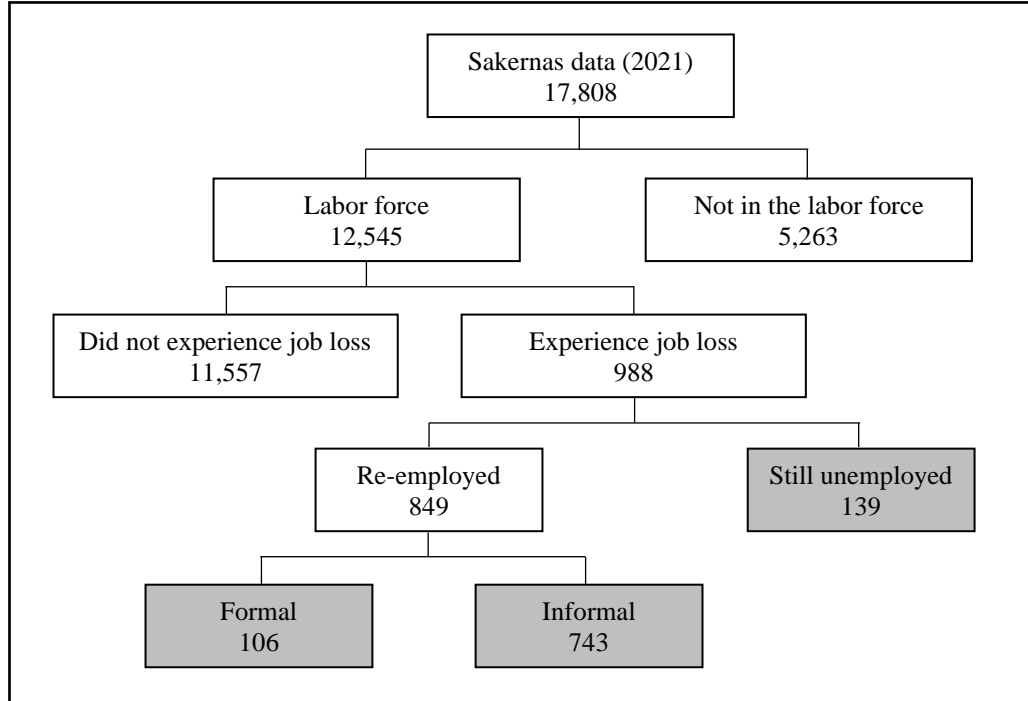 Sakernas data (2021)
17,808
Labor force
12,545
Not in the labor force
5,263
Did not experience job loss
11,557
Experience job loss
988
Re-employed
849
Still unemployed
139
Formal
106
Informal
743